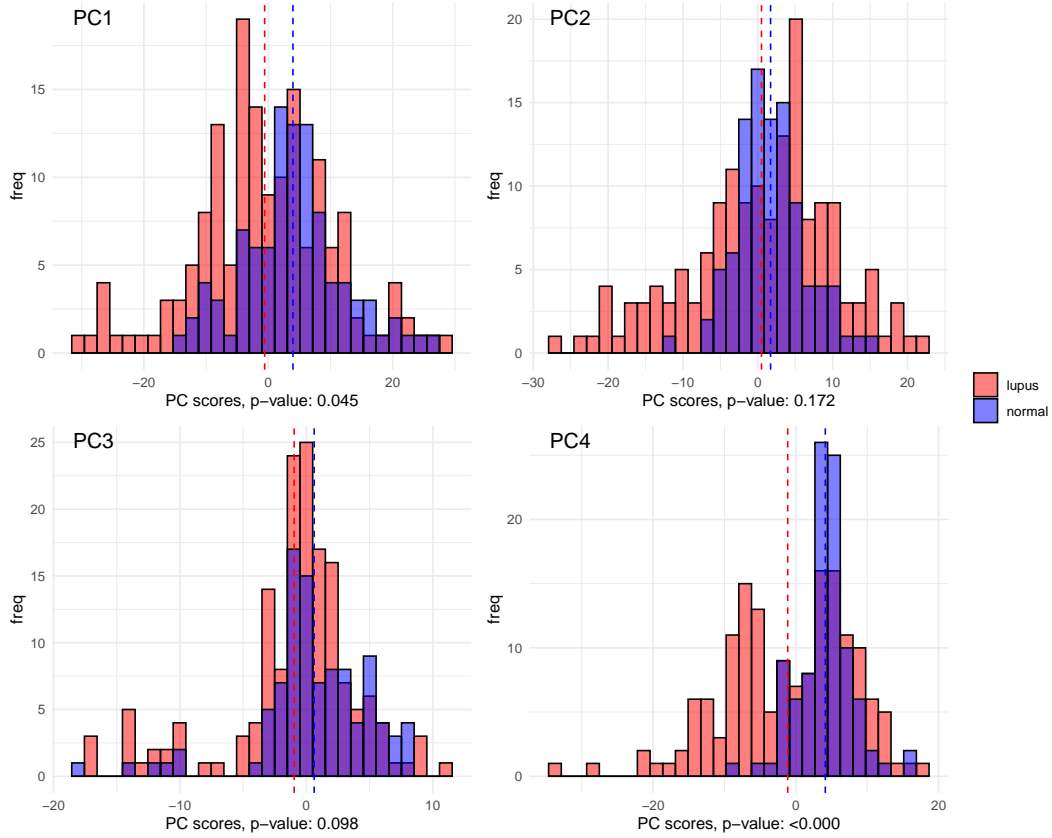 PC1
freq
15
10
5
0
−20
0
20
PC scores, p−value: 0.045
PC2
freq
20
15
10
5
0
−30
−20
−10
0
10
20
PC scores, p−value: 0.172
lupus
normal
PC3
freq
25
20
15
10
5
0
−20
−10
0
10
PC scores, p−value: 0.098
PC4
freq
20
10
0
−20
0
20
PC scores, p−value: <0.000